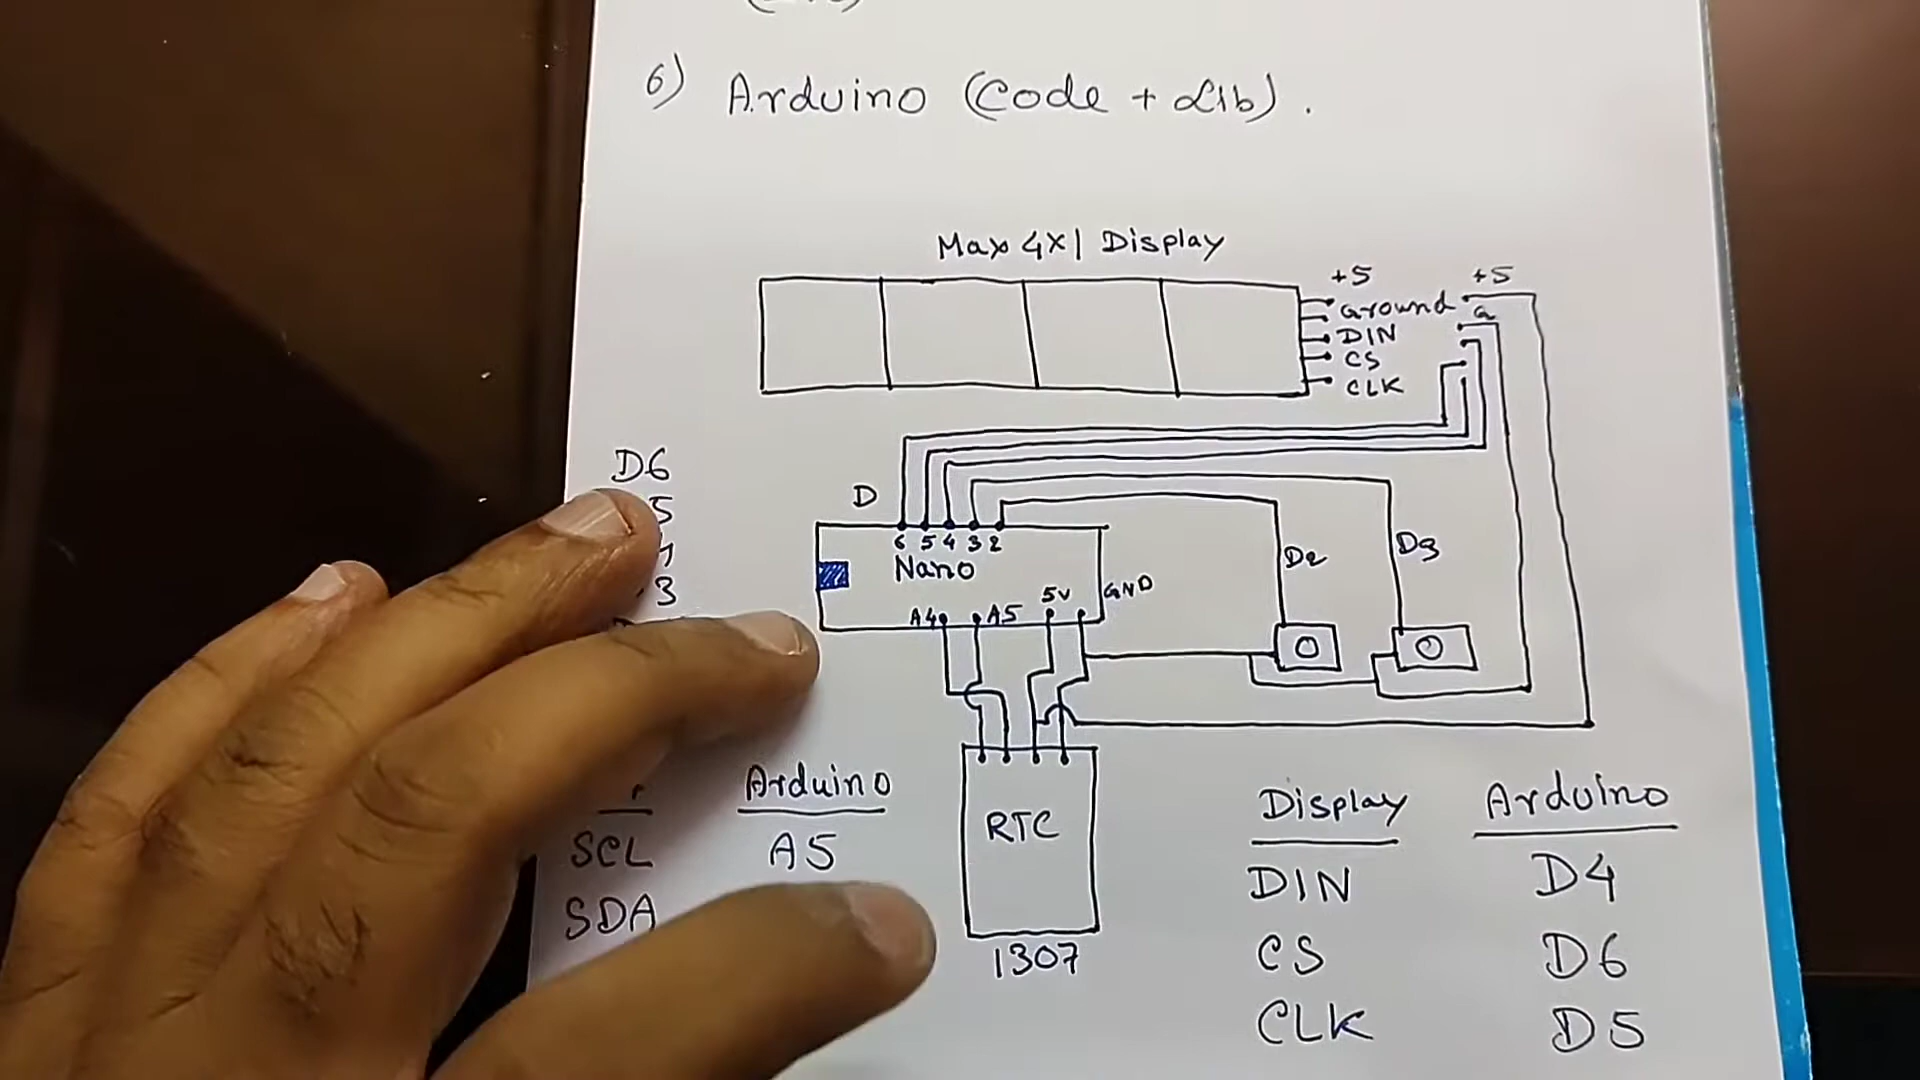 6) Arduino (Code + Lib).
Max 4x1 Display
+5 +5
Ground G
DIN
CS
CLK
D6
5
3
D
6 5 4 3 2
Nano
A4 A5 5V GND
D2 D3
RTC
1307
Arduino
SCL A5
SDA
Display Arduino
DIN D4
CS D6
CLK D5